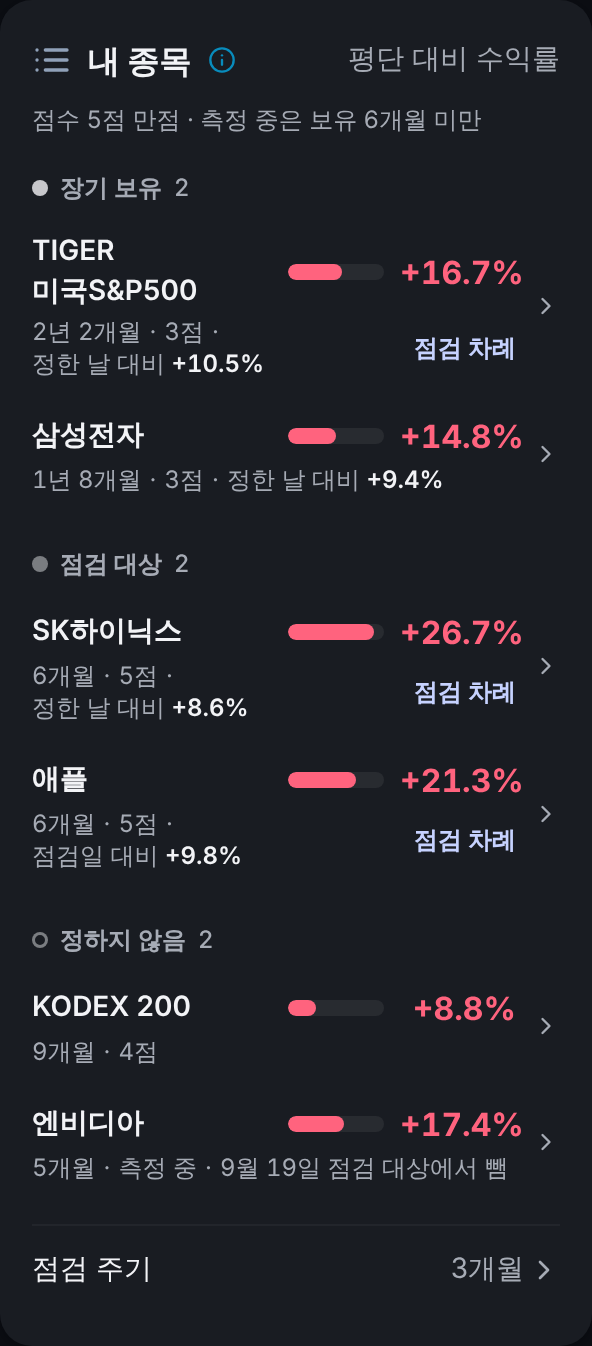 내 종목
평단 대비 수익률
점수 5점 만점 · 측정 중은 보유 6개월 미만
장기 보유 2
TIGER
미국S&P500
+16.7%
2년 2개월 · 3점 ·
정한 날 대비 +10.5%
점검 차례
삼성전자
+14.8%
1년 8개월 · 3점 · 정한 날 대비 +9.4%
점검 대상 2
SK하이닉스
+26.7%
6개월 · 5점 ·
정한 날 대비 +8.6%
점검 차례
애플
+21.3%
6개월 · 5점 ·
점검일 대비 +9.8%
점검 차례
정하지 않음 2
KODEX 200
+8.8%
9개월 · 4점
엔비디아
+17.4%
5개월 · 측정 중 · 9월 19일 점검 대상에서 뺌
점검 주기
3개월